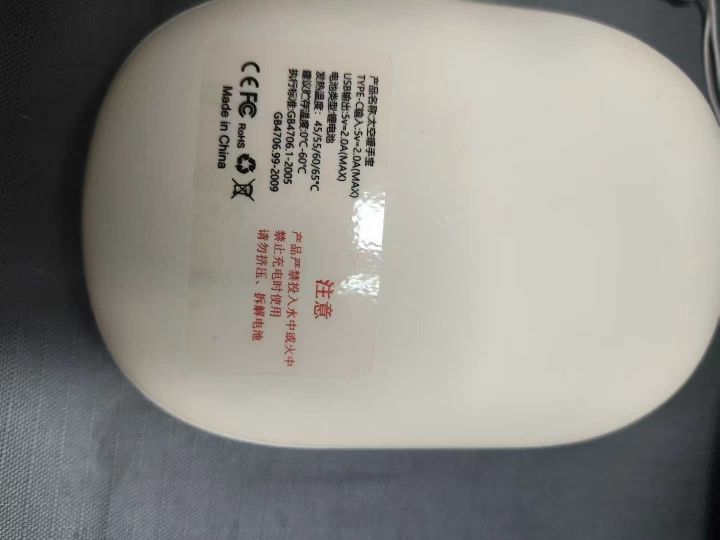 产品名称:太空暖手宝
TYPE-C输入:5v=2.0A(MAX)
USB输出:5v=2.0A(MAX)
电池类型:锂电池
发热温度：45/55/60/65°C
建议贮存温度:0°C-60°C
执行标准:GB4706.1-2005
GB4706.99-2009
CE FC RoHS
Made in China
注意
产品严禁投入水中或火中
禁止充电时使用
请勿挤压、拆解电池